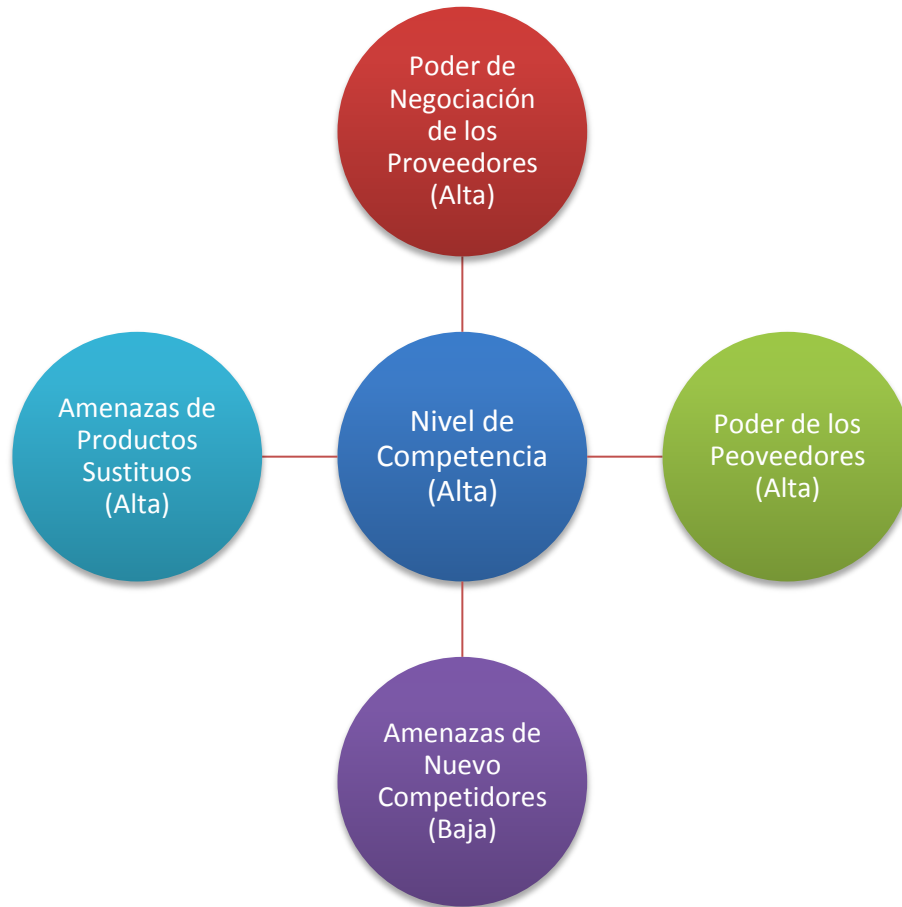 Poder de
Negociación
de los
Proveedores
(Alta)
Amenazas de
Productos
Sustituos
(Alta)
Nivel de
Competencia
(Alta)
Poder de los
Peoveedores
(Alta)
Amenazas de
Nuevo
Competidores
(Baja)